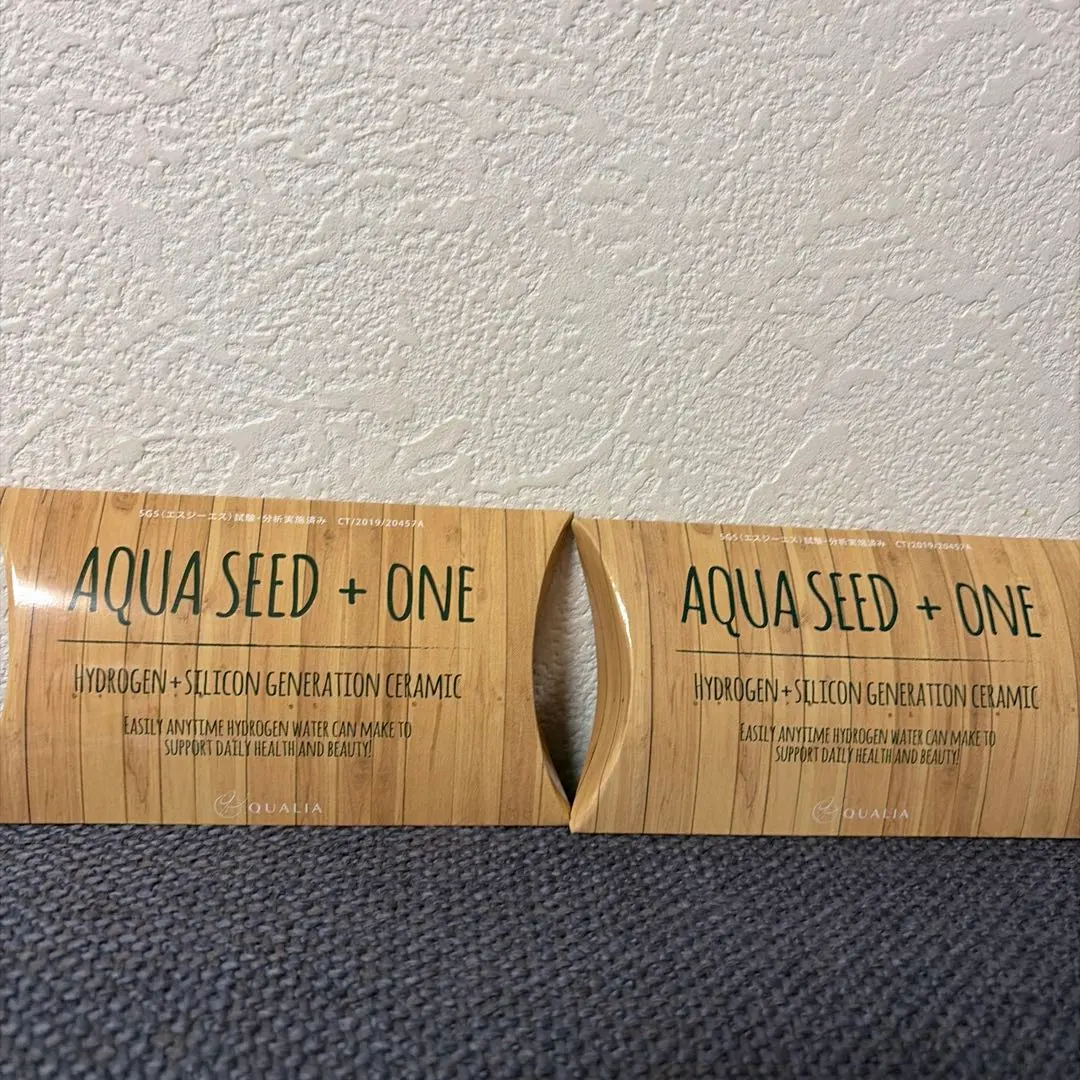 SGS(エスジーエス)試験・分析実施済み CT/2019/20457A
AQUA SEED + ONE
HYDROGEN+SILICON GENERATION CERAMIC
EASILY ANYTIME HYDROGEN WATER CAN MAKE TO
SUPPORT DAILY HEALTH AND BEAUTY!
QUALIA
SGS(エスジーエス)試験・分析実施済み CT/2019/20457A
AQUA SEED + ONE
HYDROGEN+SILICON GENERATION CERAMIC
EASILY ANYTIME HYDROGEN WATER CAN MAKE TO
SUPPORT DAILY HEALTH AND BEAUTY!
QUALIA